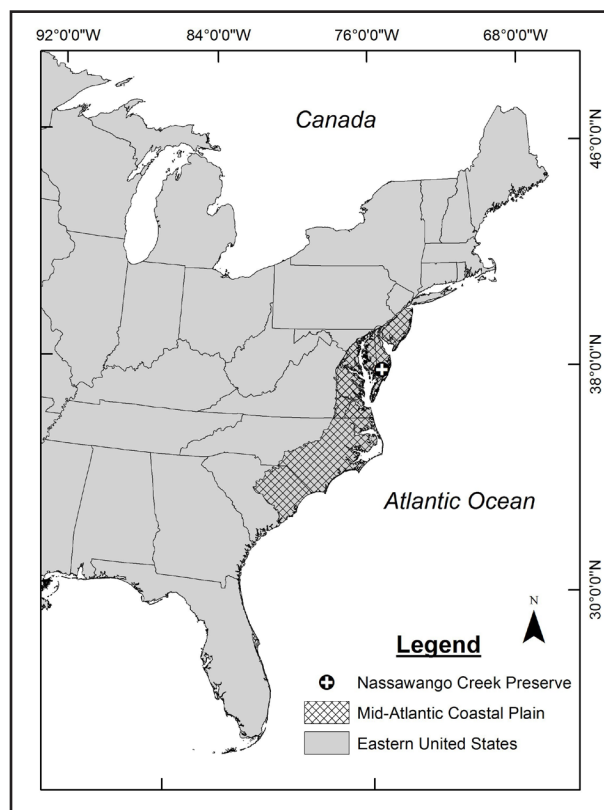 92°0'0"W 84°0'0"W 76°0'0"W 68°0'0"W
Canada
46°0'0"N
38°0'0"N
Atlantic Ocean
30°0'0"N
N
Legend
Nassawango Creek Preserve
Mid-Atlantic Coastal Plain
Eastern United States